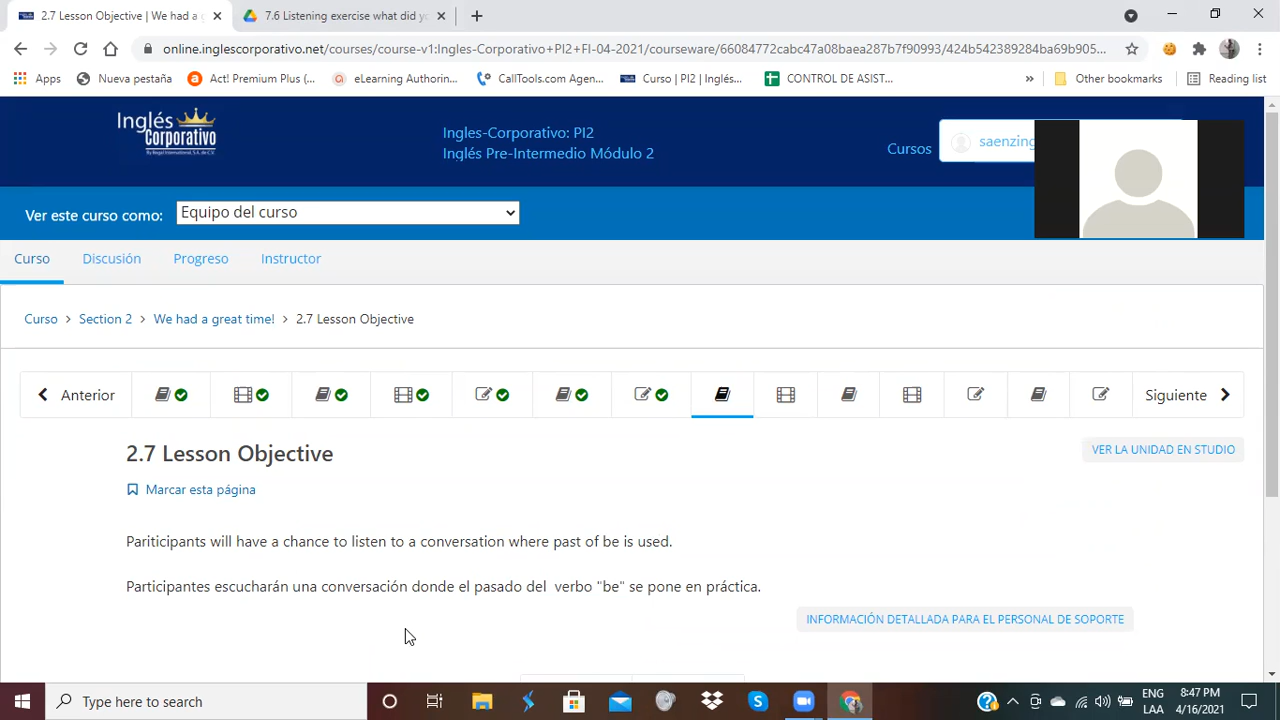 2.7 Lesson Objective | We had a g
7.6 Listening exercise what did yo
online.inglescorporativo.net/courses/course-v1:Ingles-Corporativo+PI2+FI-04-2021/courseware/66084772cabc47a08baea287b7f90993/424b542389284ba69b905...
Apps
Nueva pestaña
Act! Premium Plus (...
eLearning Authorin...
CallTools.com Agen...
Curso | PI2 | Inglés...
CONTROL DE ASIST...
»
Other bookmarks
Reading list
Inglés
Corporativo
By Regal International, S.A. de C.V.
Ingles-Corporativo: PI2
Inglés Pre-Intermedio Módulo 2
Cursos
saenzing
Ver este curso como:
Equipo del curso
Curso
Discusión
Progreso
Instructor
Curso > Section 2 > We had a great time! > 2.7 Lesson Objective
Anterior
Siguiente
2.7 Lesson Objective
VER LA UNIDAD EN STUDIO
Marcar esta página
Pariticipants will have a chance to listen to a conversation where past of be is used.
Participantes escucharán una conversación donde el pasado del verbo "be" se pone en práctica.
INFORMACIÓN DETALLADA PARA EL PERSONAL DE SOPORTE
Type here to search
ENG
LAA
8:47 PM
4/16/2021